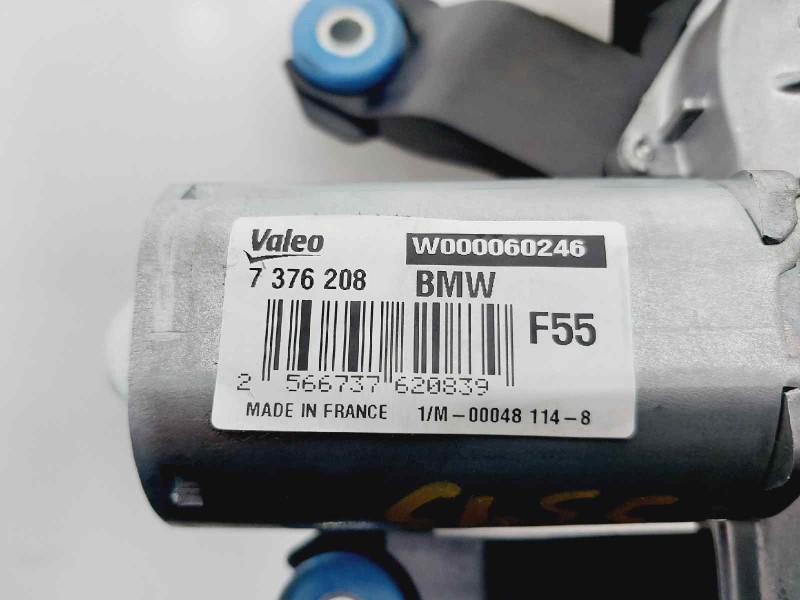 Valeo W000060246
7 376 208 BMW
F55
2 566737 620839
MADE IN FRANCE 1/M-00048 114-8